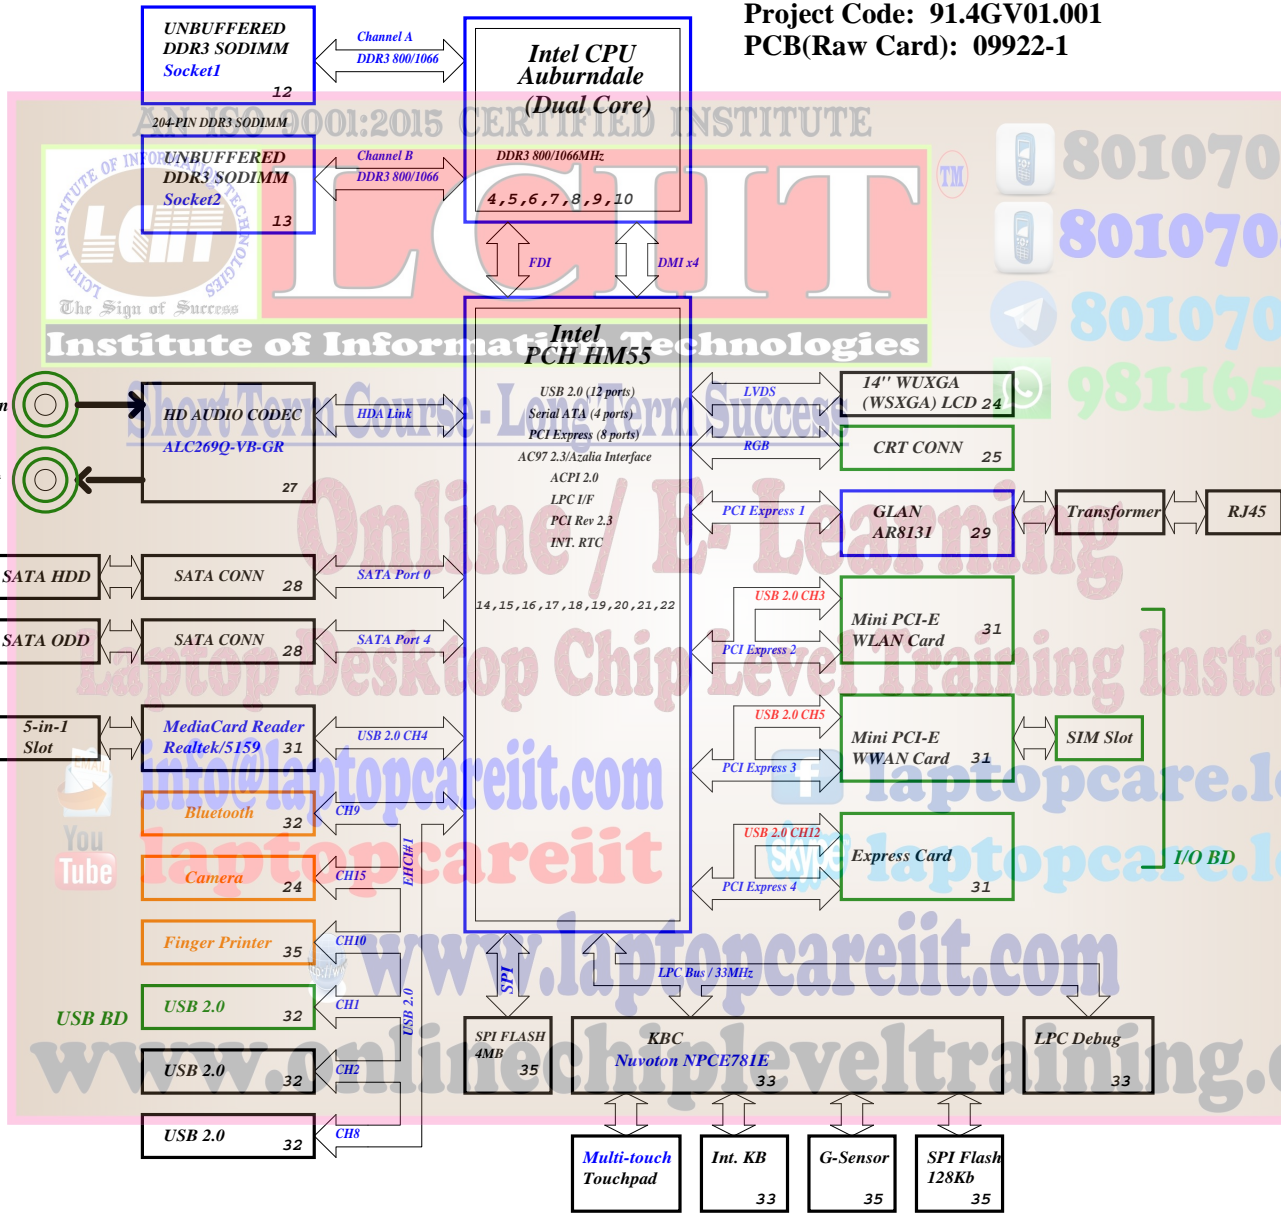 Project Code: 91.4GV01.001
PCB(Raw Card): 09922-1
UNBUFFERED
DDR3 SODIMM
Socket1
12
Channel A
DDR3 800/1066
Intel CPU
Auburndale
(Dual Core)
DDR3 800/1066MHz
4,5,6,7,8,9,10
204-PIN DDR3 SODIMM
UNBUFFERED
DDR3 SODIMM
Socket2
13
Channel B
DDR3 800/1066
AN ISO 9001:2015 CERTIFIED INSTITUTE
LCIIT INSTITUTE OF INFORMATION TECHNOLGIES
LCIIT
The Sign of Success
LCIIT
TM
Institute of Information Technologies
801070
801070
801070
981165
FDI
DMI x4
Intel
PCH HM55
USB 2.0 (12 ports)
Serial ATA (4 ports)
PCI Express (8 ports)
AC97 2.3/Azalia Interface
ACPI 2.0
LPC I/F
PCI Rev 2.3
INT. RTC
14,15,16,17,18,19,20,21,22
Short Term Course - Long Term Success
n
HD AUDIO CODEC
ALC269Q-VB-GR
27
HDA Link
LVDS
14'' WUXGA
(WSXGA) LCD 24
RGB
CRT CONN
25
PCI Express 1
GLAN
AR8131
29
Transformer
RJ45
Online / E-Learning
SATA HDD
SATA CONN
28
SATA Port 0
SATA ODD
SATA CONN
28
SATA Port 4
USB 2.0 CH3
PCI Express 2
Mini PCI-E
WLAN Card
31
Laptop Desktop Chip Level Training Instit
5-in-1
Slot
MediaCard Reader
Realtek/5159
31
USB 2.0 CH4
USB 2.0 CH5
PCI Express 3
Mini PCI-E
WWAN Card
31
SIM Slot
EMAIL
info@laptopcareiit.com
f
laptopcare.l
Bluetooth
32
CH9
EHCI#1
You
Tube
laptopcareiit
Camera
24
CH15
USB 2.0 CH12
PCI Express 4
Express Card
31
skype
laptopcare.l
I/O BD
Finger Printer
35
CH10
www.laptopcareiit.com
USB BD
USB 2.0
32
CH1
USB 2.0
SPI
LPC Bus / 33MHz
SPI FLASH
4MB
35
KBC
Nuvoton NPCE781E
33
LPC Debug
33
www.onlinechipleveltraining.c
USB 2.0
32
CH2
USB 2.0
32
CH8
Multi-touch
Touchpad
Int. KB
33
G-Sensor
35
SPI Flash
128Kb
35